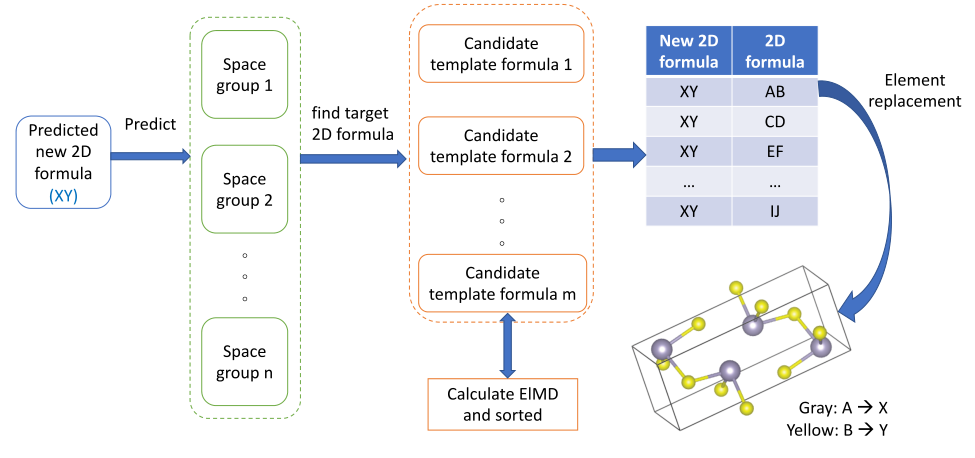 Predicted
new 2D
formula
(XY)
Predict
Space
group 1
Space
group 2
Space
group n
find target
2D formula
Candidate
template formula 1
Candidate
template formula 2
Candidate
template formula m
Calculate ElMD
and sorted
New 2D formula 2D formula
XY AB
XY CD
XY EF
... ...
XY IJ
Element
replacement
Gray: A → X
Yellow: B → Y